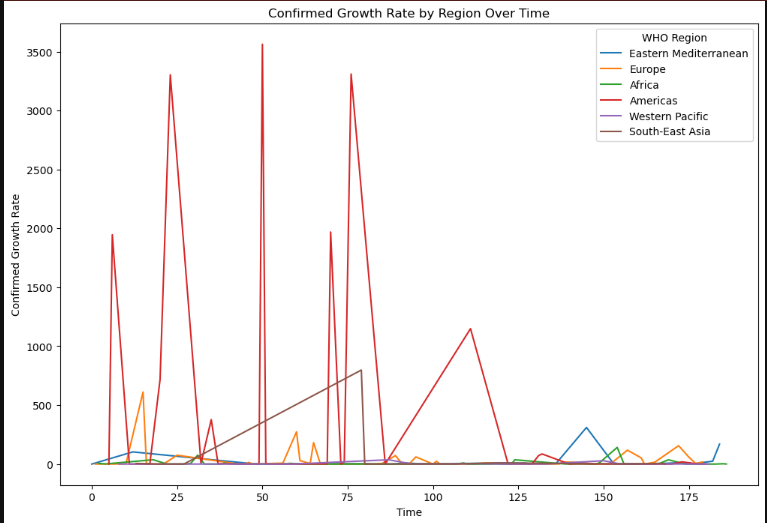 Confirmed Growth Rate by Region Over Time
WHO Region
Eastern Mediterranean
Europe
Africa
Americas
Western Pacific
South-East Asia
Confirmed Growth Rate
3500
3000
2500
2000
1500
1000
500
0
0 25 50 75 100 125 150 175
Time